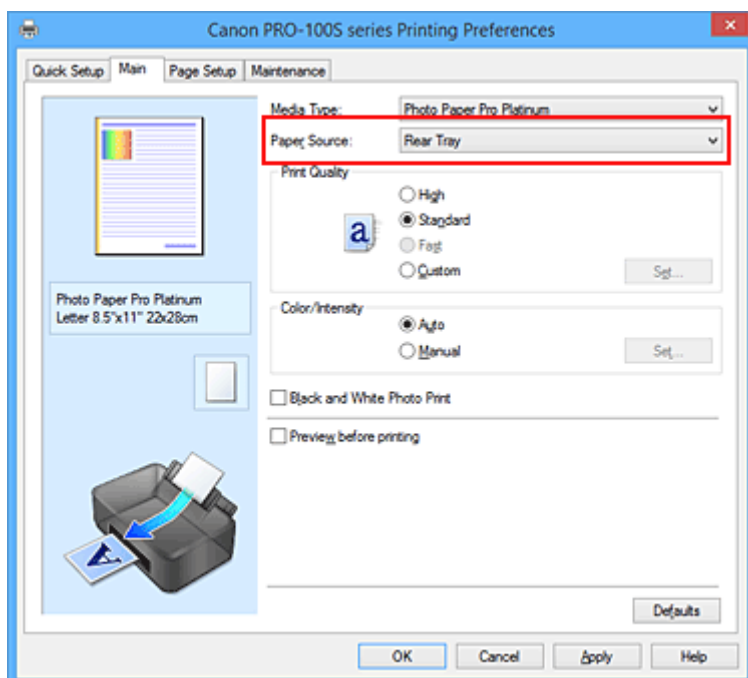 Canon PRO-100S series Printing Preferences
Quick Setup Main Page Setup Maintenance
Media Type: Photo Paper Pro Platinum
Paper Source: Rear Tray
Print Quality
High
Standard
Fast
Custom Set...
Photo Paper Pro Platinum
Letter 8.5"x11" 22x28cm
Color/Intensity
Auto
Manual Set...
Black and White Photo Print
Preview before printing
Defaults
OK Cancel Apply Help